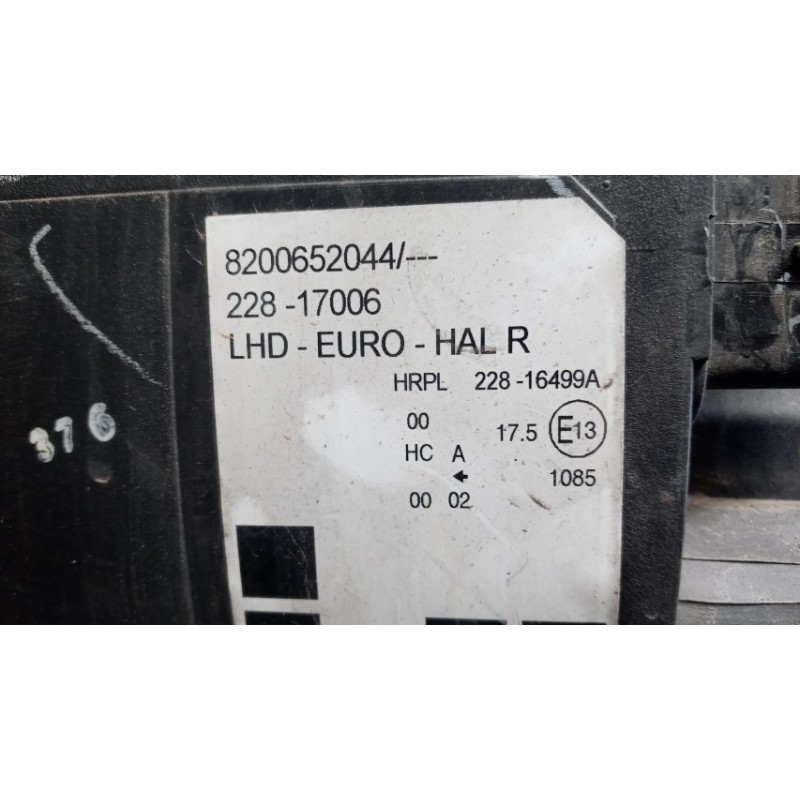 8200652044/---
228 -17006
LHD - EURO - HAL R
HRPL 228 -16499A
00
17.5 E13
HC A
← 1085
00 02
316